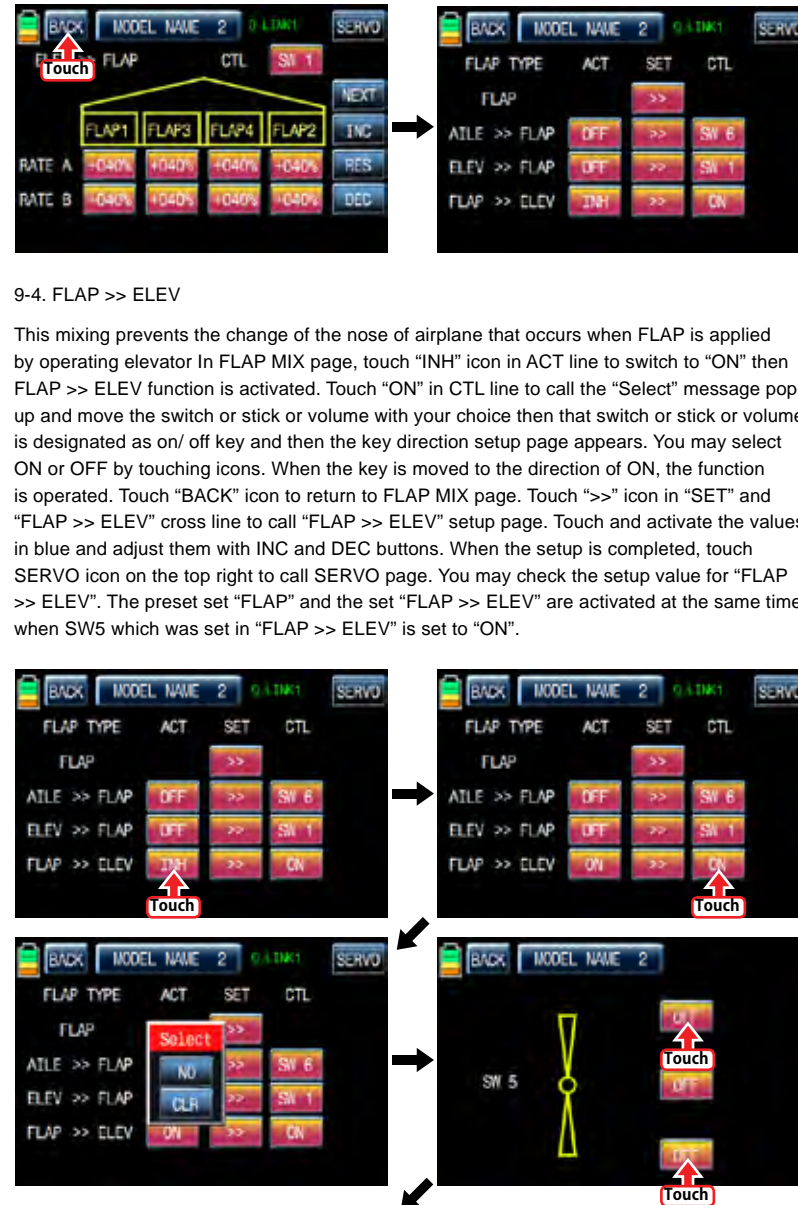 BACK MODEL NAME 2 Q.LINK1 SERVO
Touch FLAP CTL SW 1
NEXT
FLAP1 FLAP3 FLAP4 FLAP2 INC
RATE A +040% +040% +040% +040% RES
RATE B +040% +040% +040% +040% DEC
BACK MODEL NAME 2 Q.LINK1 SERVO
FLAP TYPE ACT SET CTL
FLAP >>
AILE >> FLAP OFF >> SW 6
ELEV >> FLAP OFF >> SW 1
FLAP >> ELEV INH >> ON
9-4. FLAP >> ELEV
This mixing prevents the change of the nose of airplane that occurs when FLAP is applied
by operating elevator In FLAP MIX page, touch “INH” icon in ACT line to switch to “ON” then
FLAP >> ELEV function is activated. Touch “ON” in CTL line to call the “Select” message pop
up and move the switch or stick or volume with your choice then that switch or stick or volume
is designated as on/ off key and then the key direction setup page appears. You may select
ON or OFF by touching icons. When the key is moved to the direction of ON, the function
is operated. Touch “BACK” icon to return to FLAP MIX page. Touch “>>” icon in “SET” and
“FLAP >> ELEV” cross line to call “FLAP >> ELEV” setup page. Touch and activate the values
in blue and adjust them with INC and DEC buttons. When the setup is completed, touch
SERVO icon on the top right to call SERVO page. You may check the setup value for “FLAP
>> ELEV”. The preset set “FLAP” and the set “FLAP >> ELEV” are activated at the same time
when SW5 which was set in “FLAP >> ELEV” is set to “ON”.
BACK MODEL NAME 2 Q.LINK1 SERVO
FLAP TYPE ACT SET CTL
FLAP >>
AILE >> FLAP OFF >> SW 6
ELEV >> FLAP OFF >> SW 1
FLAP >> ELEV INH >> ON
Touch
BACK MODEL NAME 2 Q.LINK1 SERVO
FLAP TYPE ACT SET CTL
FLAP >>
AILE >> FLAP OFF >> SW 6
ELEV >> FLAP OFF >> SW 1
FLAP >> ELEV ON >> ON
Touch
BACK MODEL NAME 2 Q.LINK1 SERVO
FLAP TYPE ACT SET CTL
FLAP Select >>
AILE >> FLAP NO >> SW 6
ELEV >> FLAP CLR >> SW 1
FLAP >> ELEV ON >> ON
BACK MODEL NAME 2
Touch
SW 5 OFF
OFF
Touch